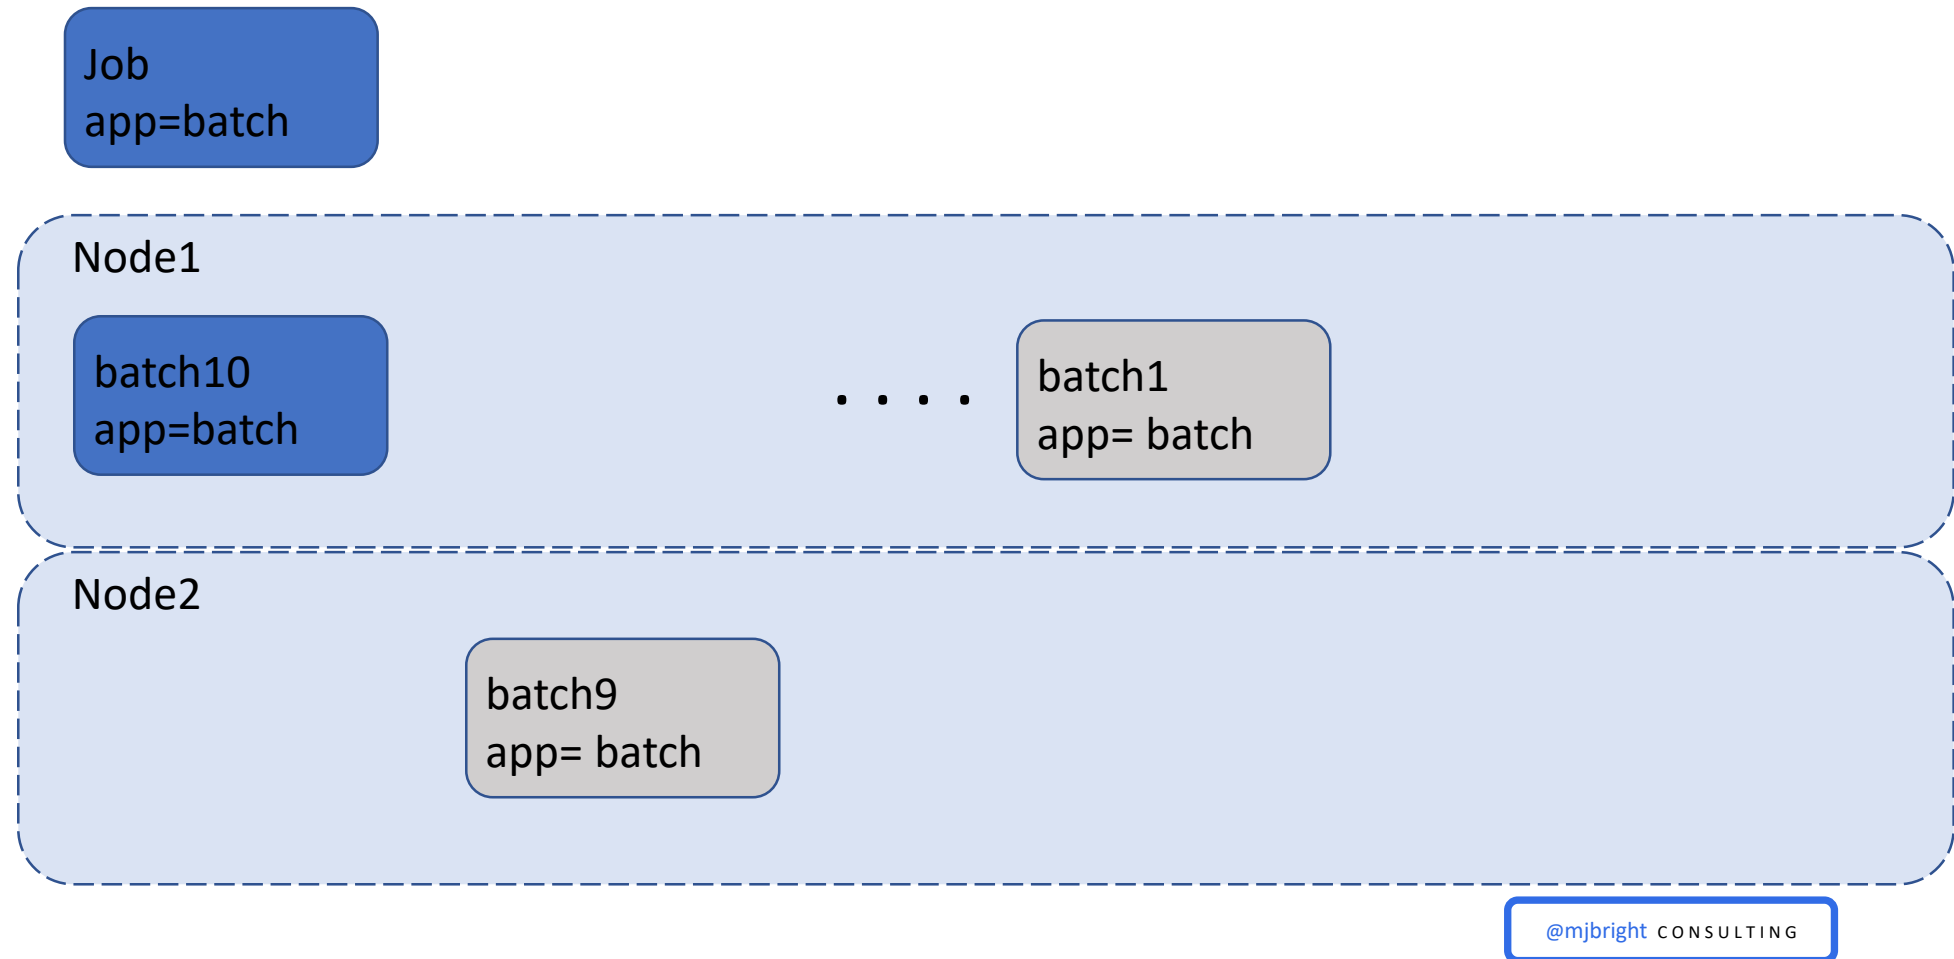 Job
app=batch
Node1
batch10
app=batch
. . . .
batch1
app= batch
Node2
batch9
app= batch
@mjbright CONSULTING